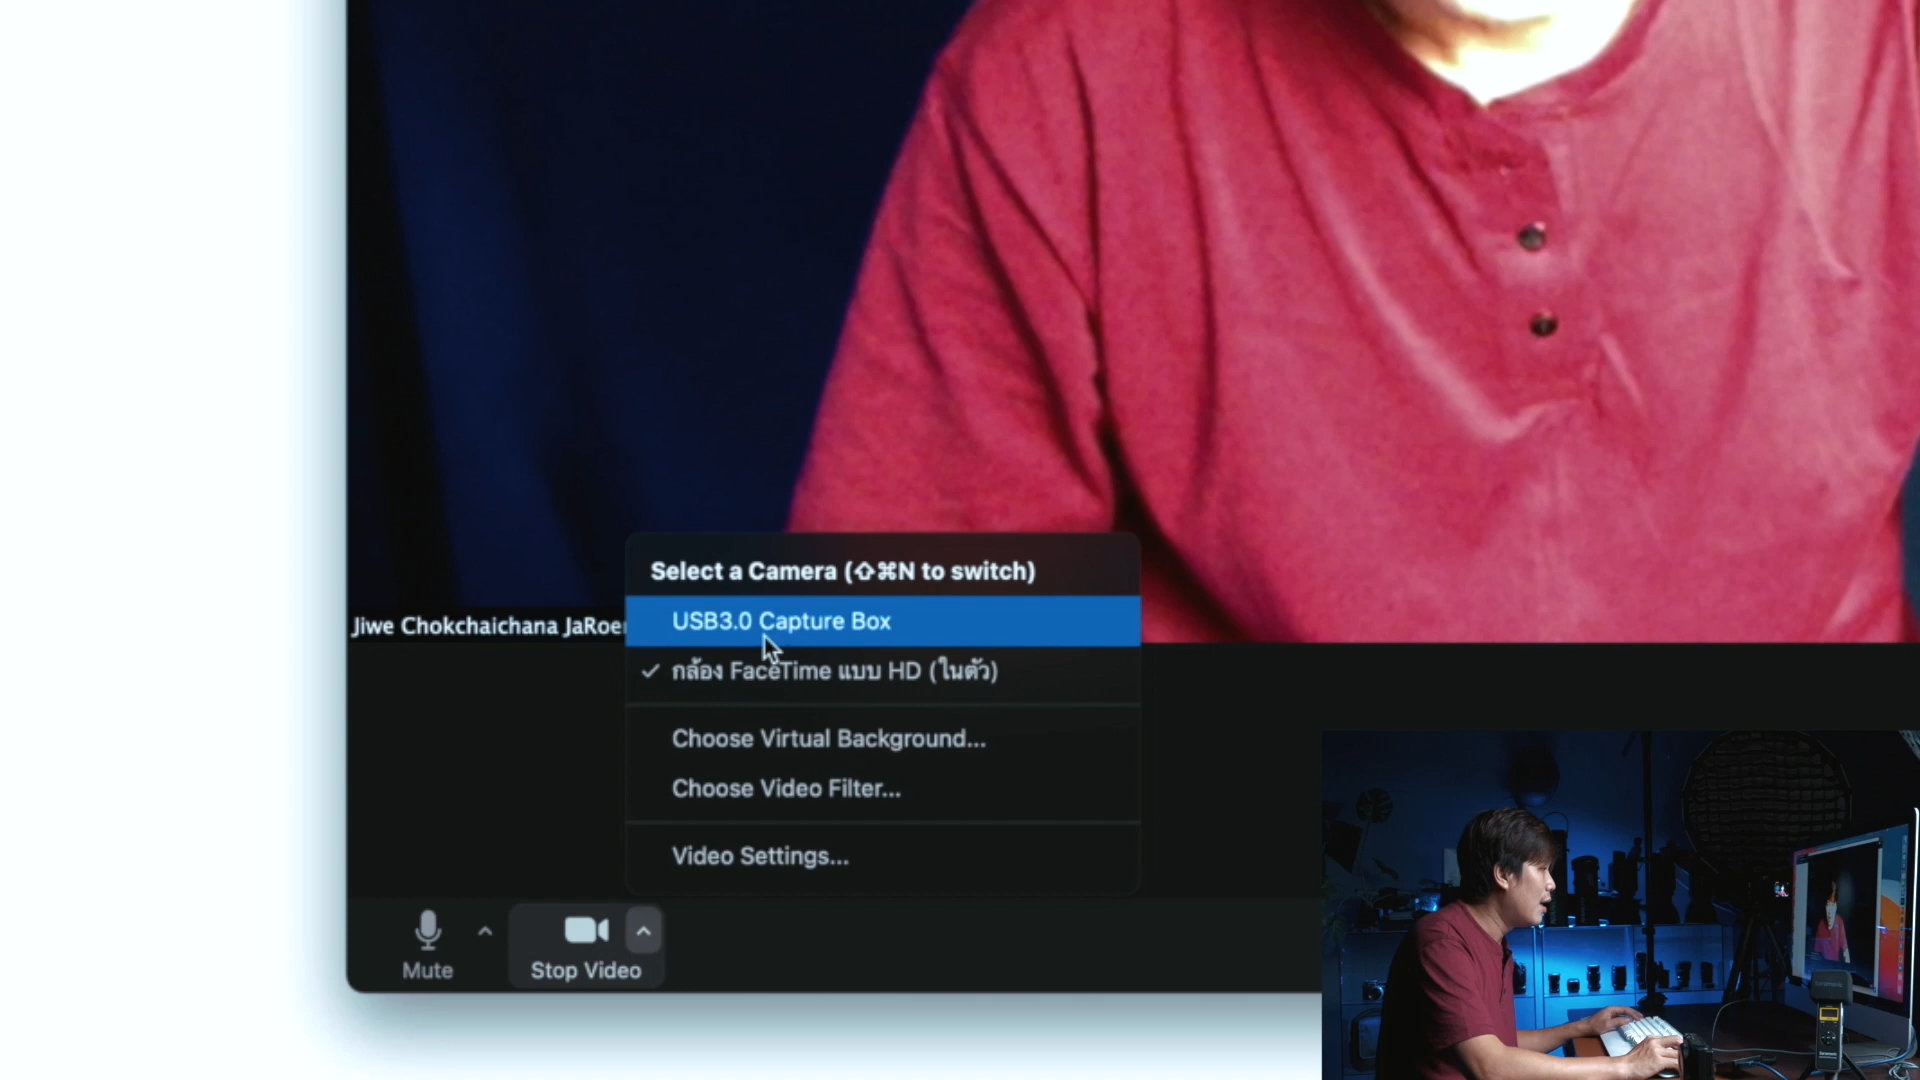 Select a Camera (⇧⌘N to switch)
Jiwe Chokchaichana
USB3.0 Capture Box
✓ กล้อง FaceTime แบบ HD (ในตัว)
Choose Virtual Background...
Choose Video Filter...
Video Settings...
Mute
Stop Video